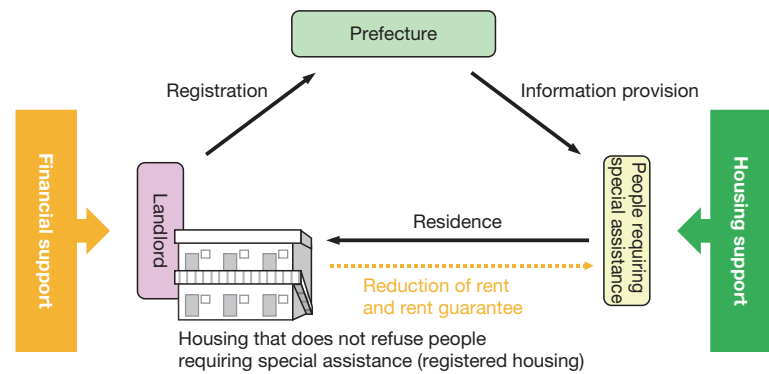 Prefecture
Registration
Information provision
Financial support
Landlord
People requiring
special assistance
Housing support
Residence
Reduction of rent
and rent guarantee
Housing that does not refuse people
requiring special assistance (registered housing)